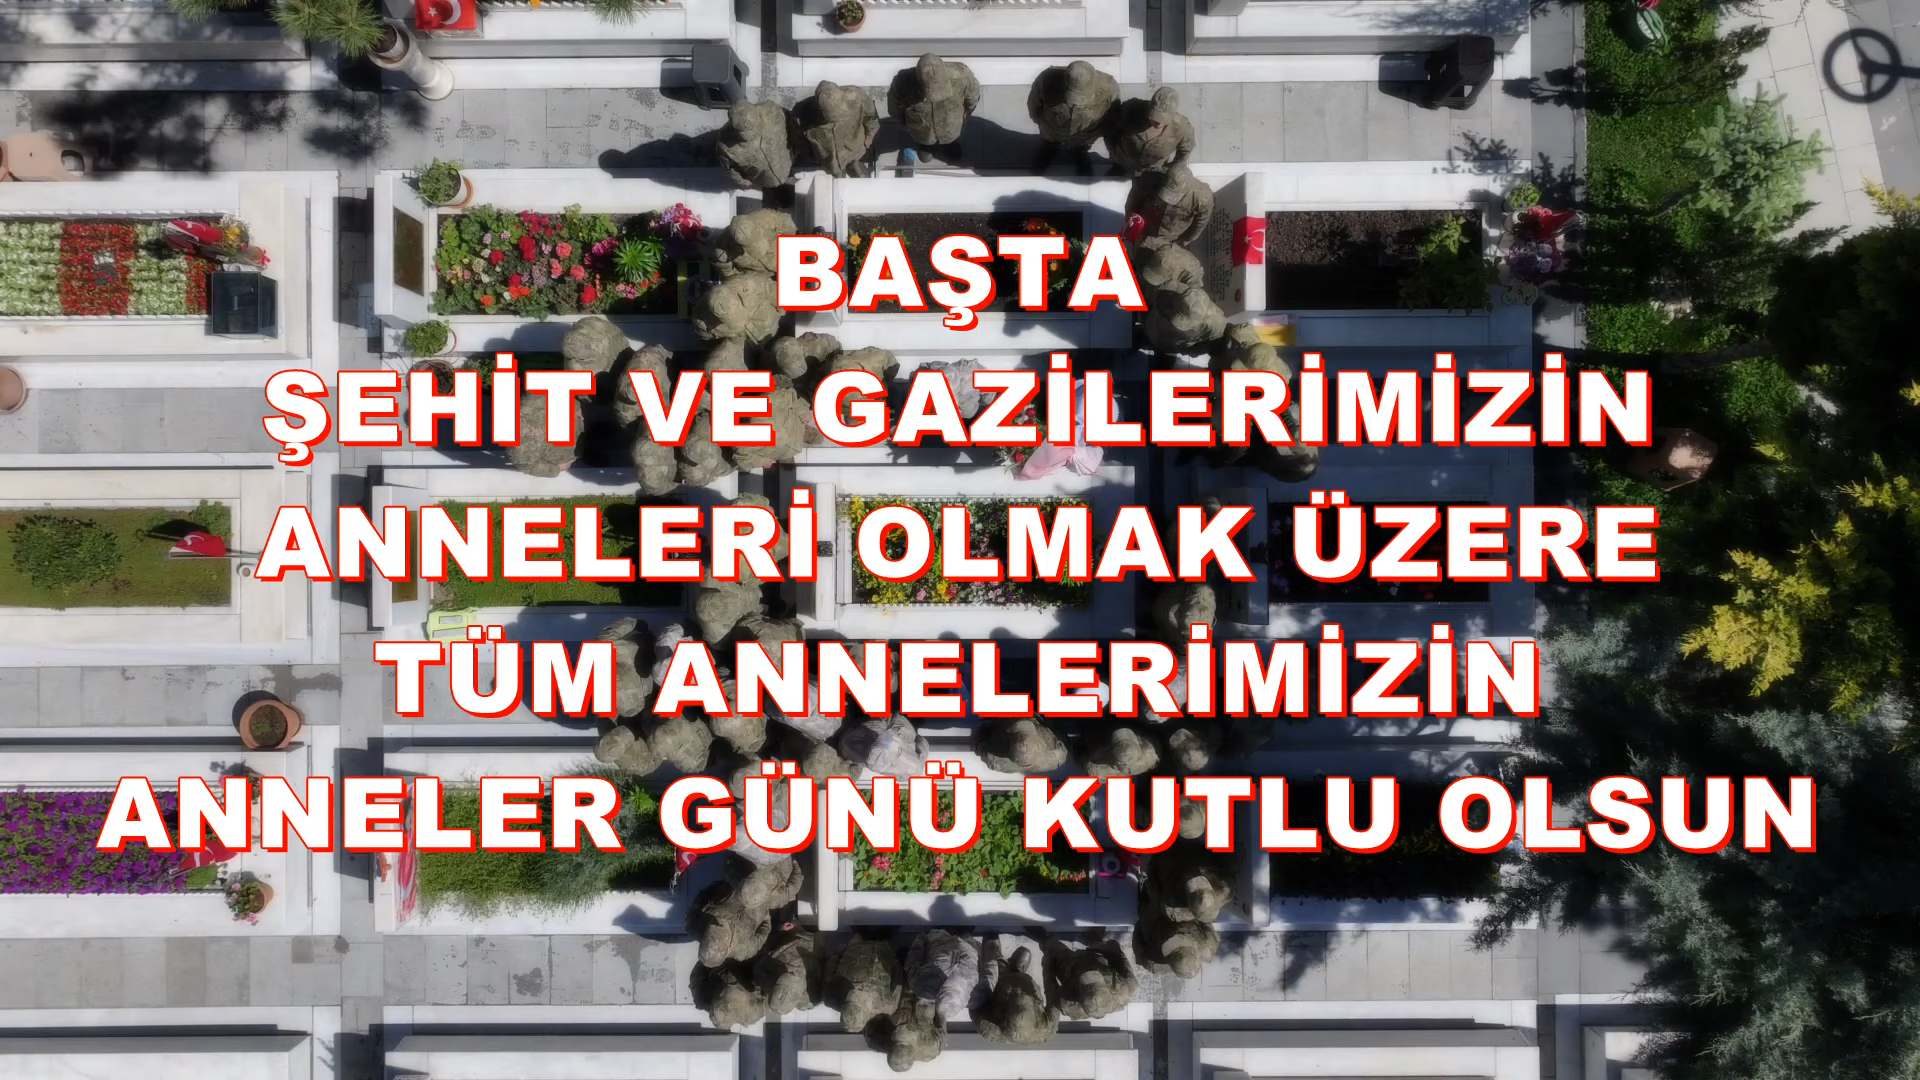 BAŞTA
ŞEHİT VE GAZİLERİMİZİN
ANNELERİ OLMAK ÜZERE
TÜM ANNELERİMİZİN
ANNELER GÜNÜ KUTLU OLSUN